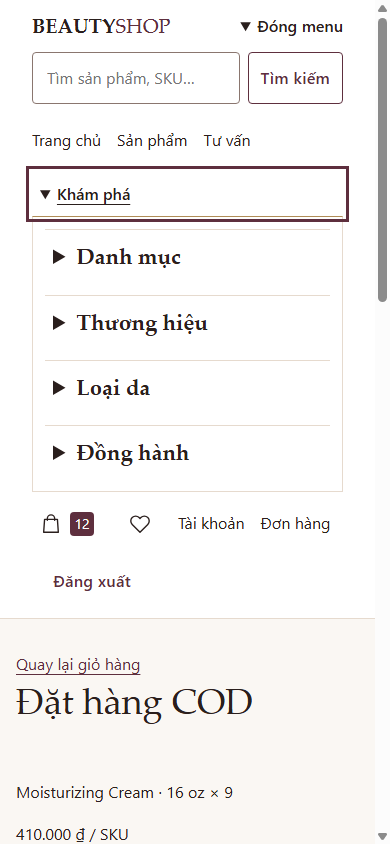 BEAUTYSHOP
Đóng menu
Tìm sản phẩm, SKU...
Tìm kiếm
Trang chủ Sản phẩm Tư vấn
Khám phá
Danh mục
Thương hiệu
Loại da
Đồng hành
12
Tài khoản Đơn hàng
Đăng xuất
Quay lại giỏ hàng
Đặt hàng COD
Moisturizing Cream · 16 oz × 9
410.000 ₫ / SKU